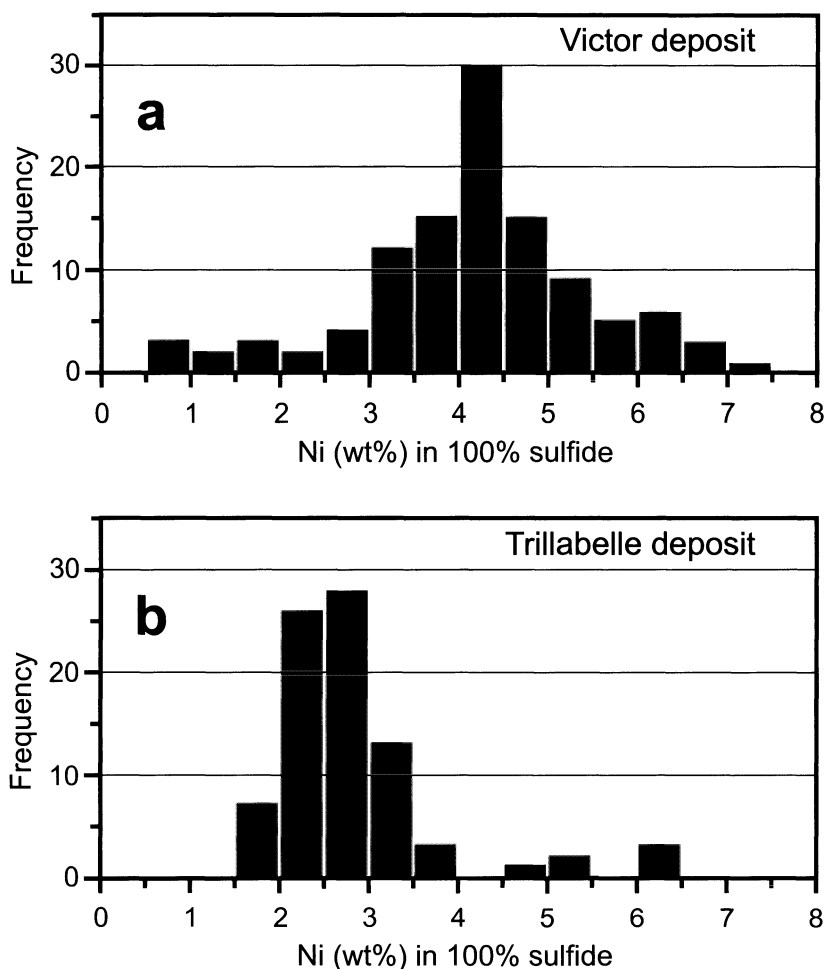 Victor deposit
a
Frequency
30
20
10
0
0 1 2 3 4 5 6 7 8
Ni (wt%) in 100% sulfide
Trillabelle deposit
b
Frequency
30
20
10
0
0 1 2 3 4 5 6 7 8
Ni (wt%) in 100% sulfide